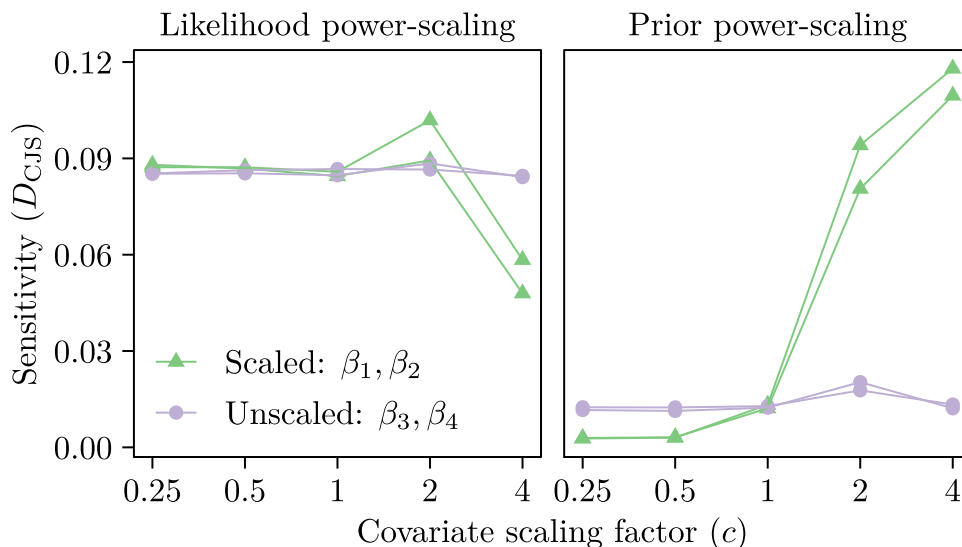 Likelihood power-scaling
Prior power-scaling
Sensitivity (D_CJS)
0.12
0.09
0.06
0.03
0.00
Scaled: β₁, β₂
Unscaled: β₃, β₄
0.25 0.5 1 2 4
0.25 0.5 1 2 4
Covariate scaling factor (c)